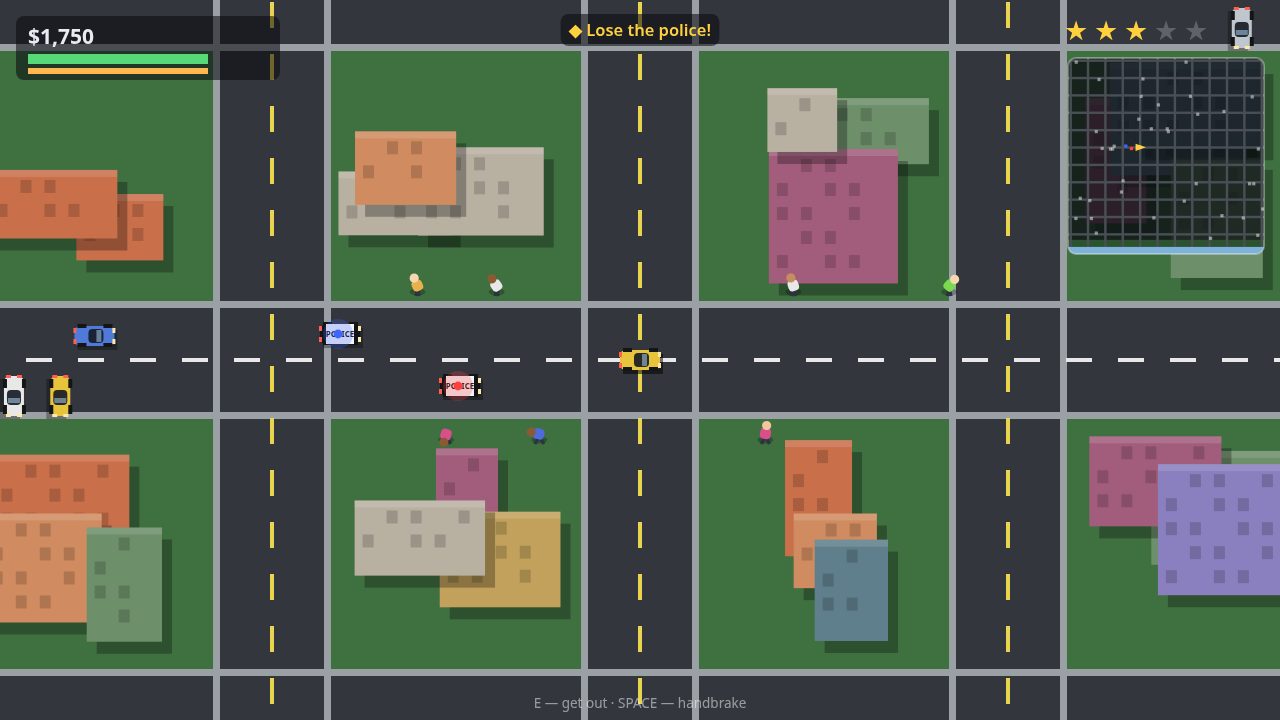 $1,750
◆ Lose the police!
POLICE
POLICE
E — get out · SPACE — handbrake